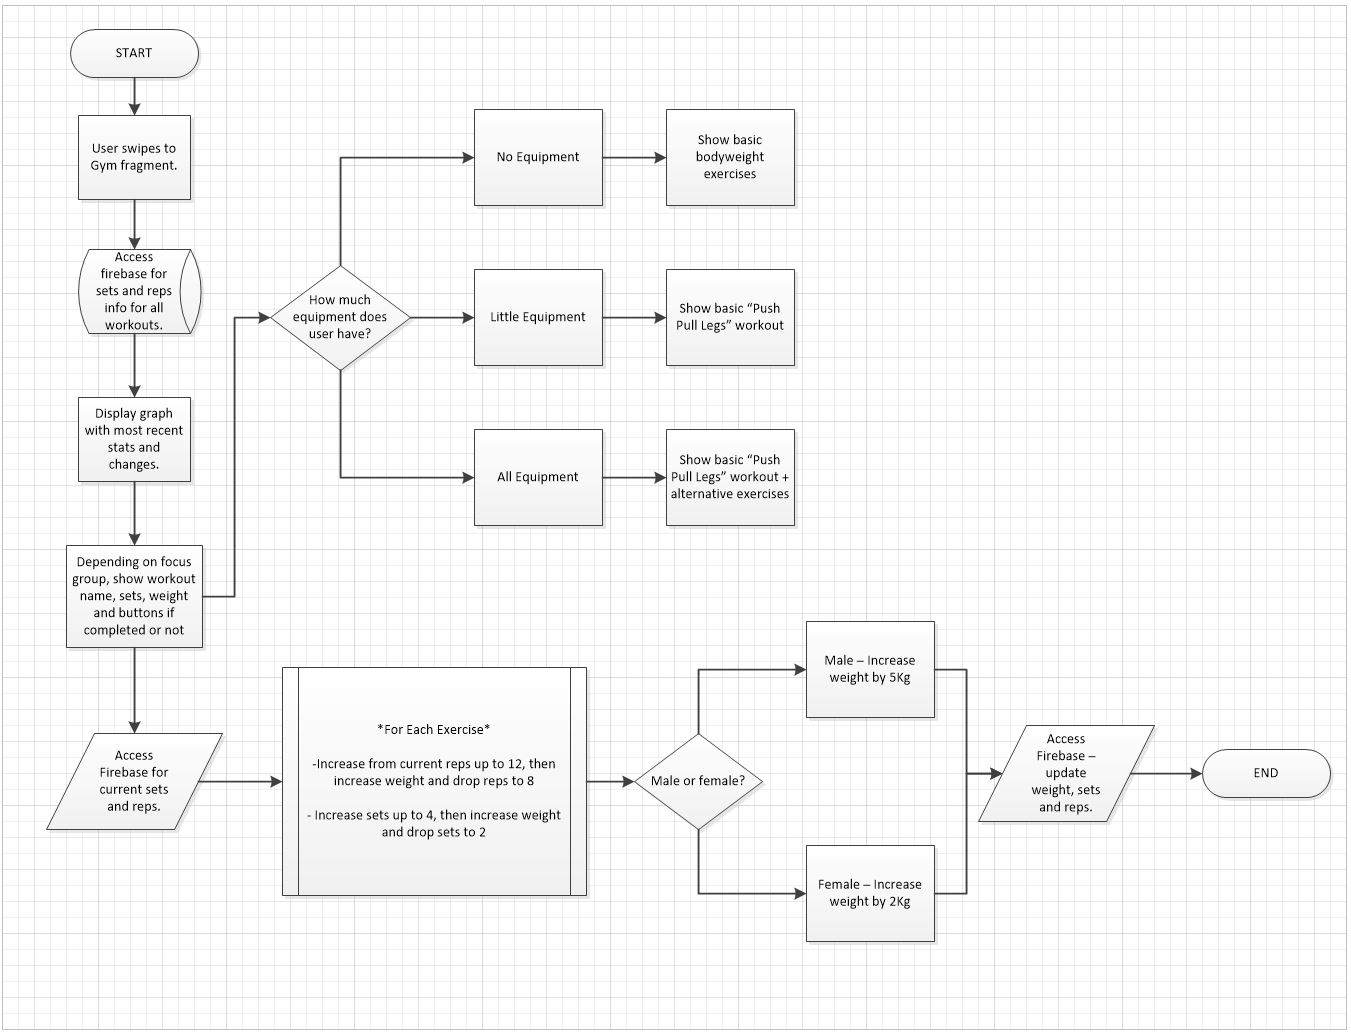 START
User swipes to
Gym fragment.
Access
firebase for
sets and reps
info for all
workouts.
Display graph
with most recent
stats and
changes.
Depending on focus
group, show workout
name, sets, weight
and buttons if
completed or not
How much
equipment does
user have?
No Equipment
Show basic
bodyweight
exercises
Little Equipment
Show basic “Push
Pull Legs” workout
All Equipment
Show basic “Push
Pull Legs” workout +
alternative exercises
Access
Firebase for
current sets
and reps.
*For Each Exercise*
-Increase from current reps up to 12, then
increase weight and drop reps to 8
- Increase sets up to 4, then increase weight
and drop sets to 2
Male or female?
Male – Increase
weight by 5Kg
Female – Increase
weight by 2Kg
Access
Firebase –
update
weight, sets
and reps.
END